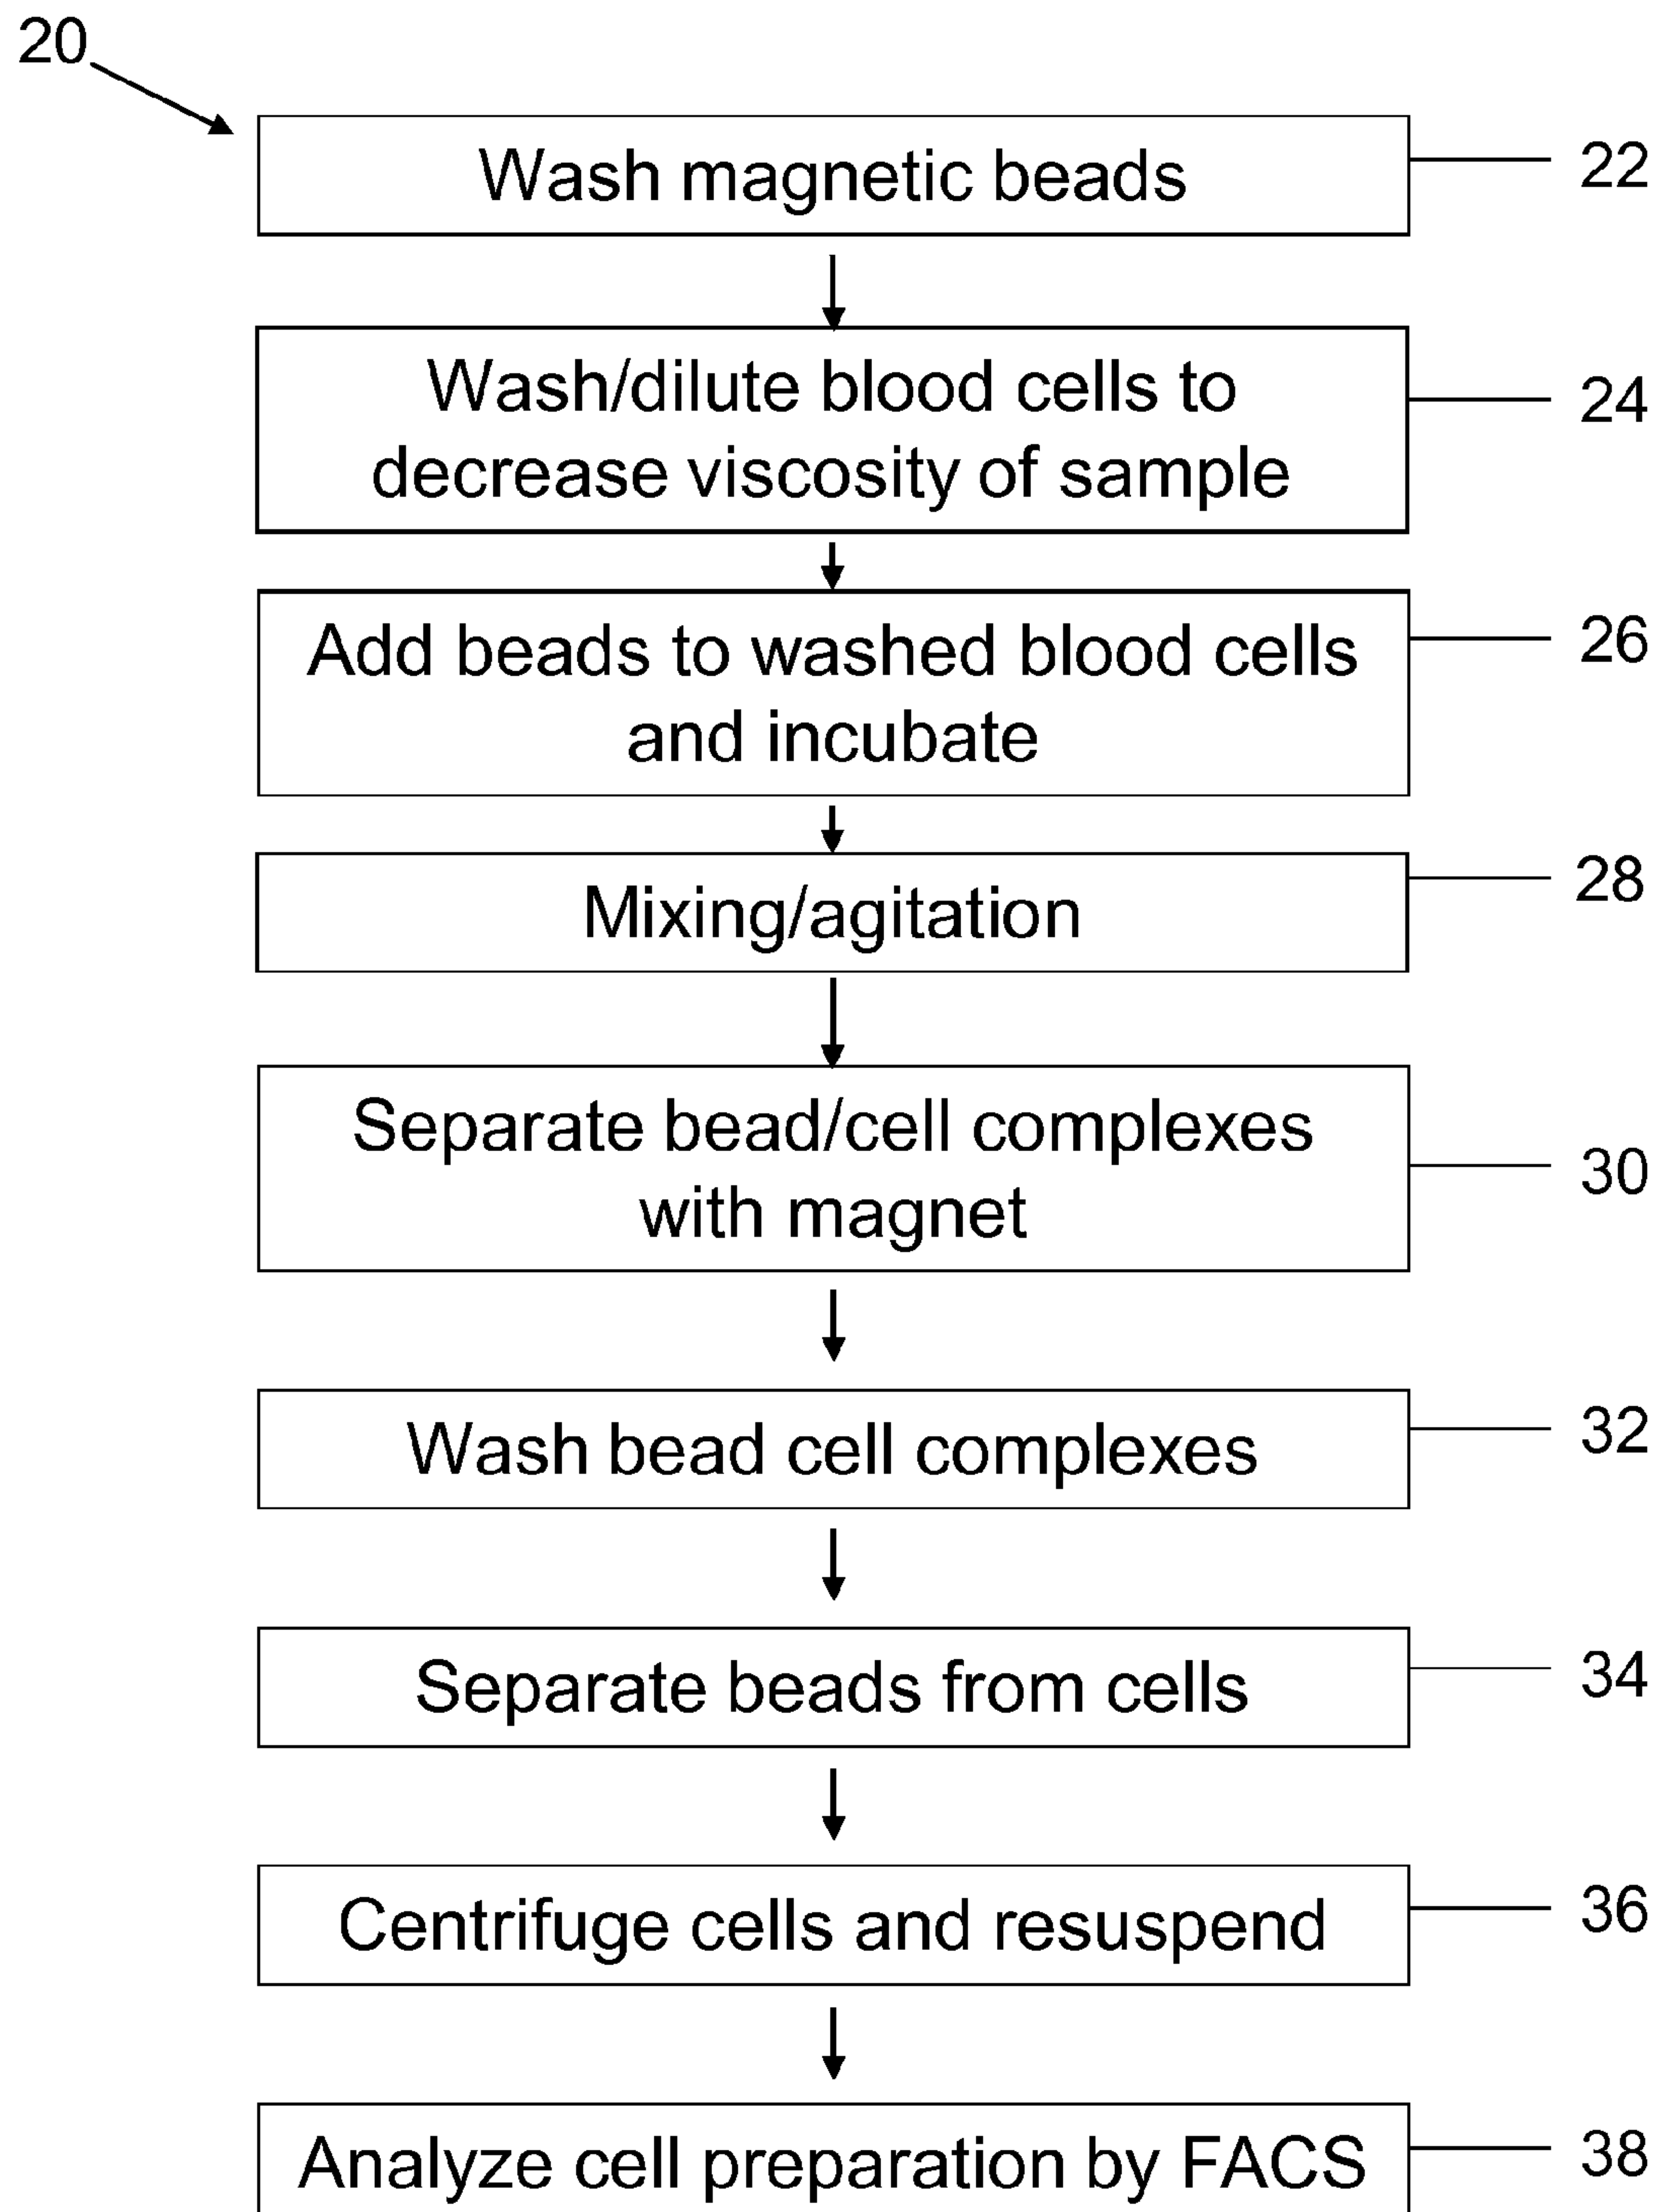 20
Wash magnetic beads
22
Wash/dilute blood cells to
decrease viscosity of sample
24
Add beads to washed blood cells
and incubate
26
Mixing/agitation
28
Separate bead/cell complexes
with magnet
30
Wash bead cell complexes
32
Separate beads from cells
34
Centrifuge cells and resuspend
36
Analyze cell preparation by FACS
38